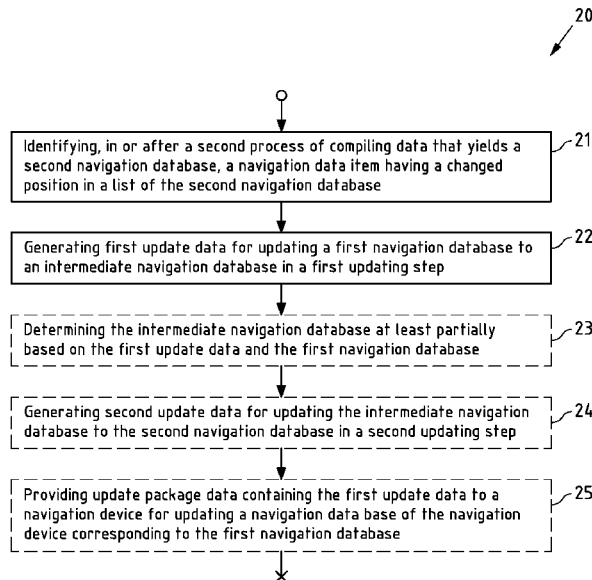 20
Identifying, in or after a second process of compiling data that yields a
second navigation database, a navigation data item having a changed
position in a list of the second navigation database
21
Generating first update data for updating a first navigation database to
an intermediate navigation database in a first updating step
22
Determining the intermediate navigation database at least partially
based on the first update data and the first navigation database
23
Generating second update data for updating the intermediate navigation
database to the second navigation database in a second updating step
24
Providing update package data containing the first update data to a
navigation device for updating a navigation data base of the navigation
device corresponding to the first navigation database
25